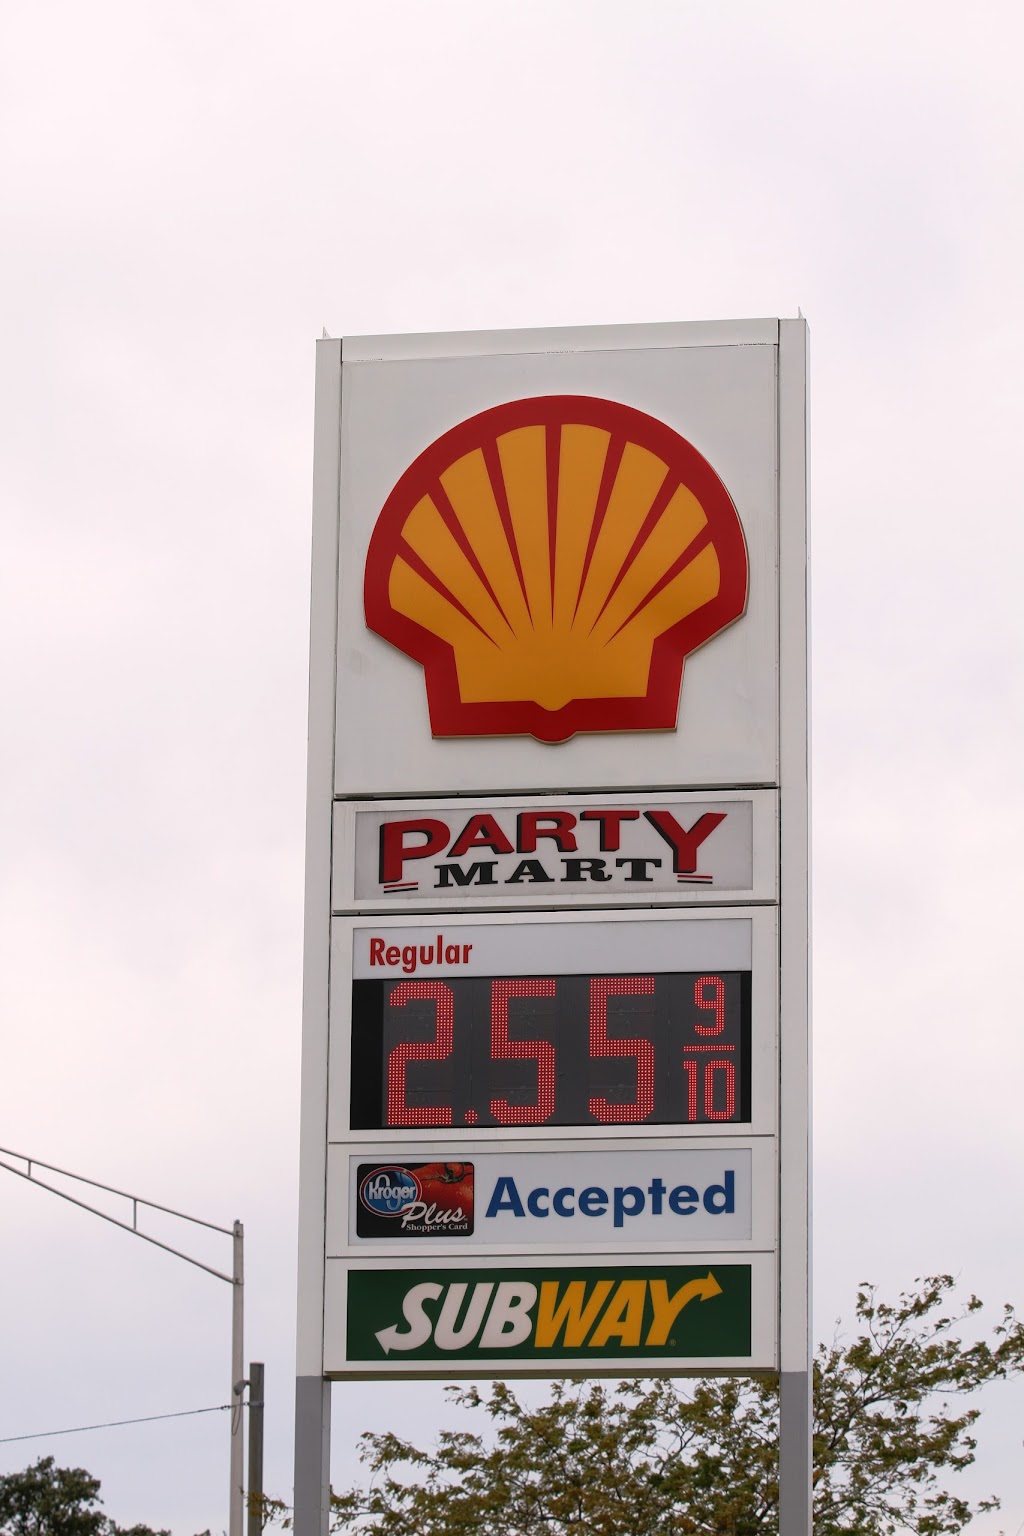 PARTY
MART
Regular
2.55 9/10
Kroger
Plus
Shopper's Card
Accepted
SUBWAY®